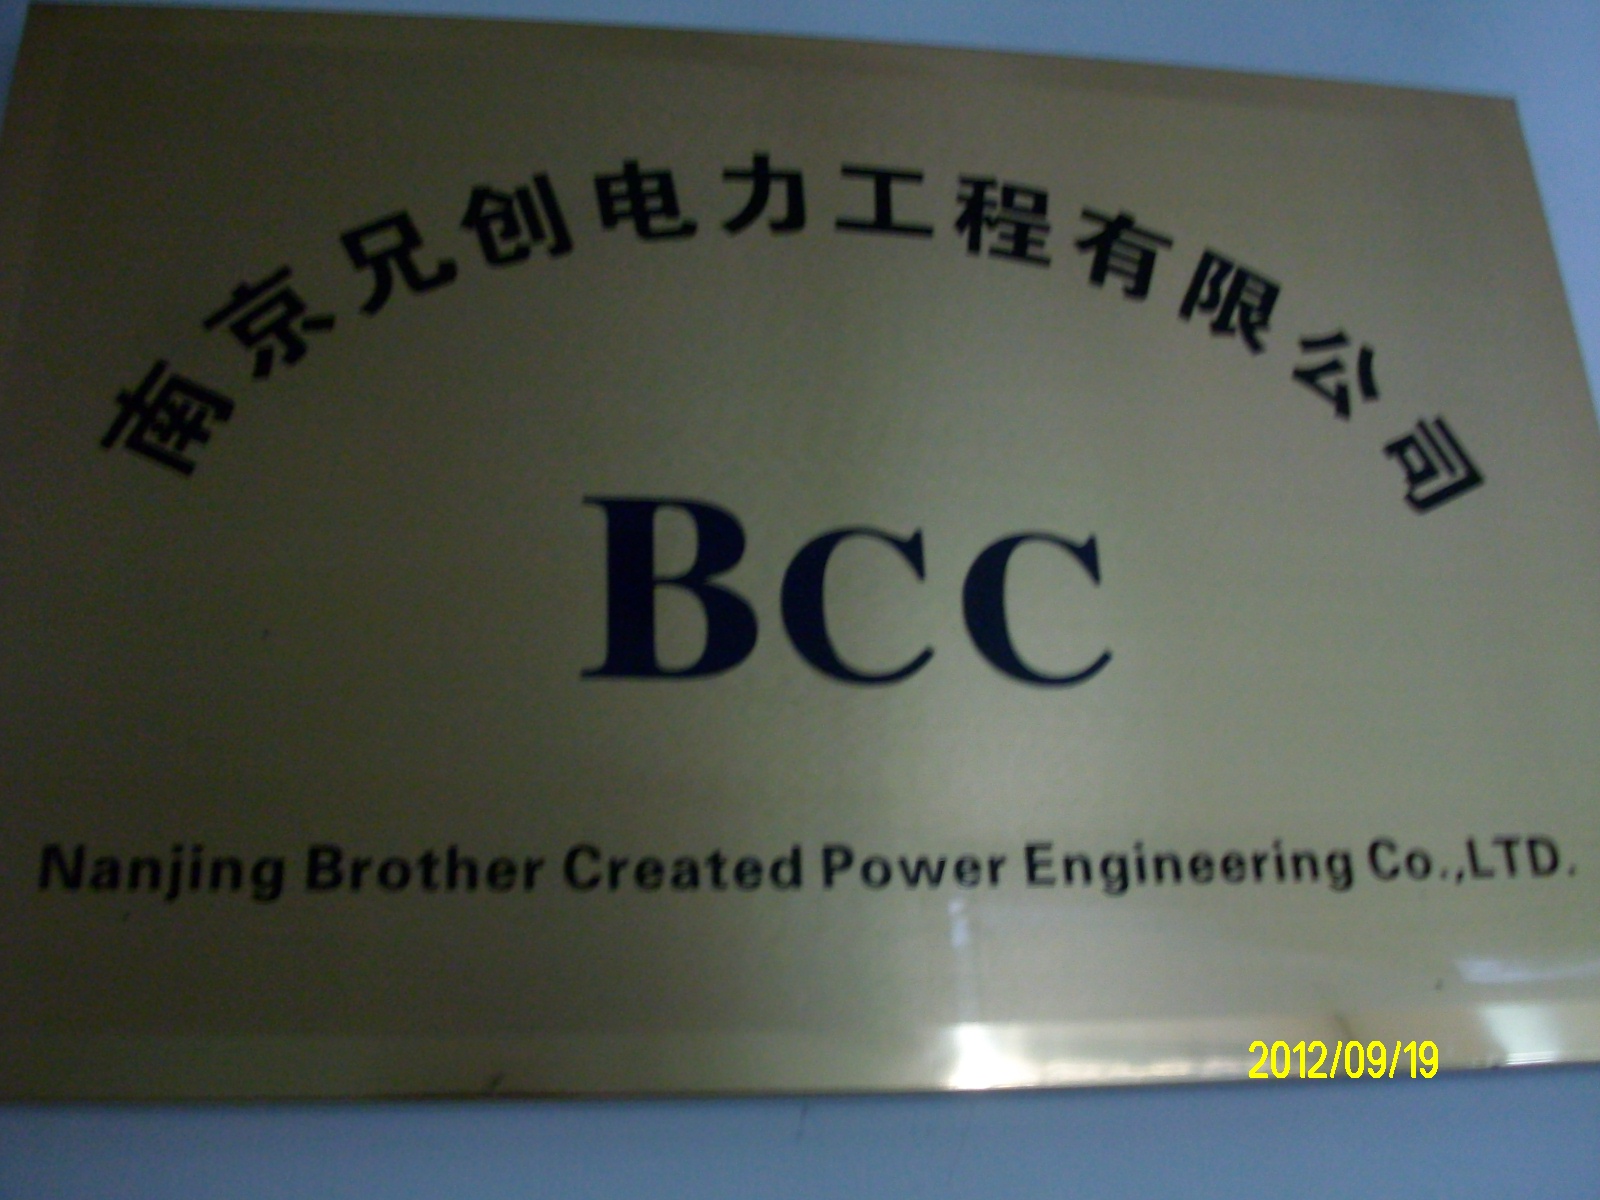 南京兄创电力工程有限公司
BCC
Nanjing Brother Created Power Engineering Co.,LTD.
2012/09/19